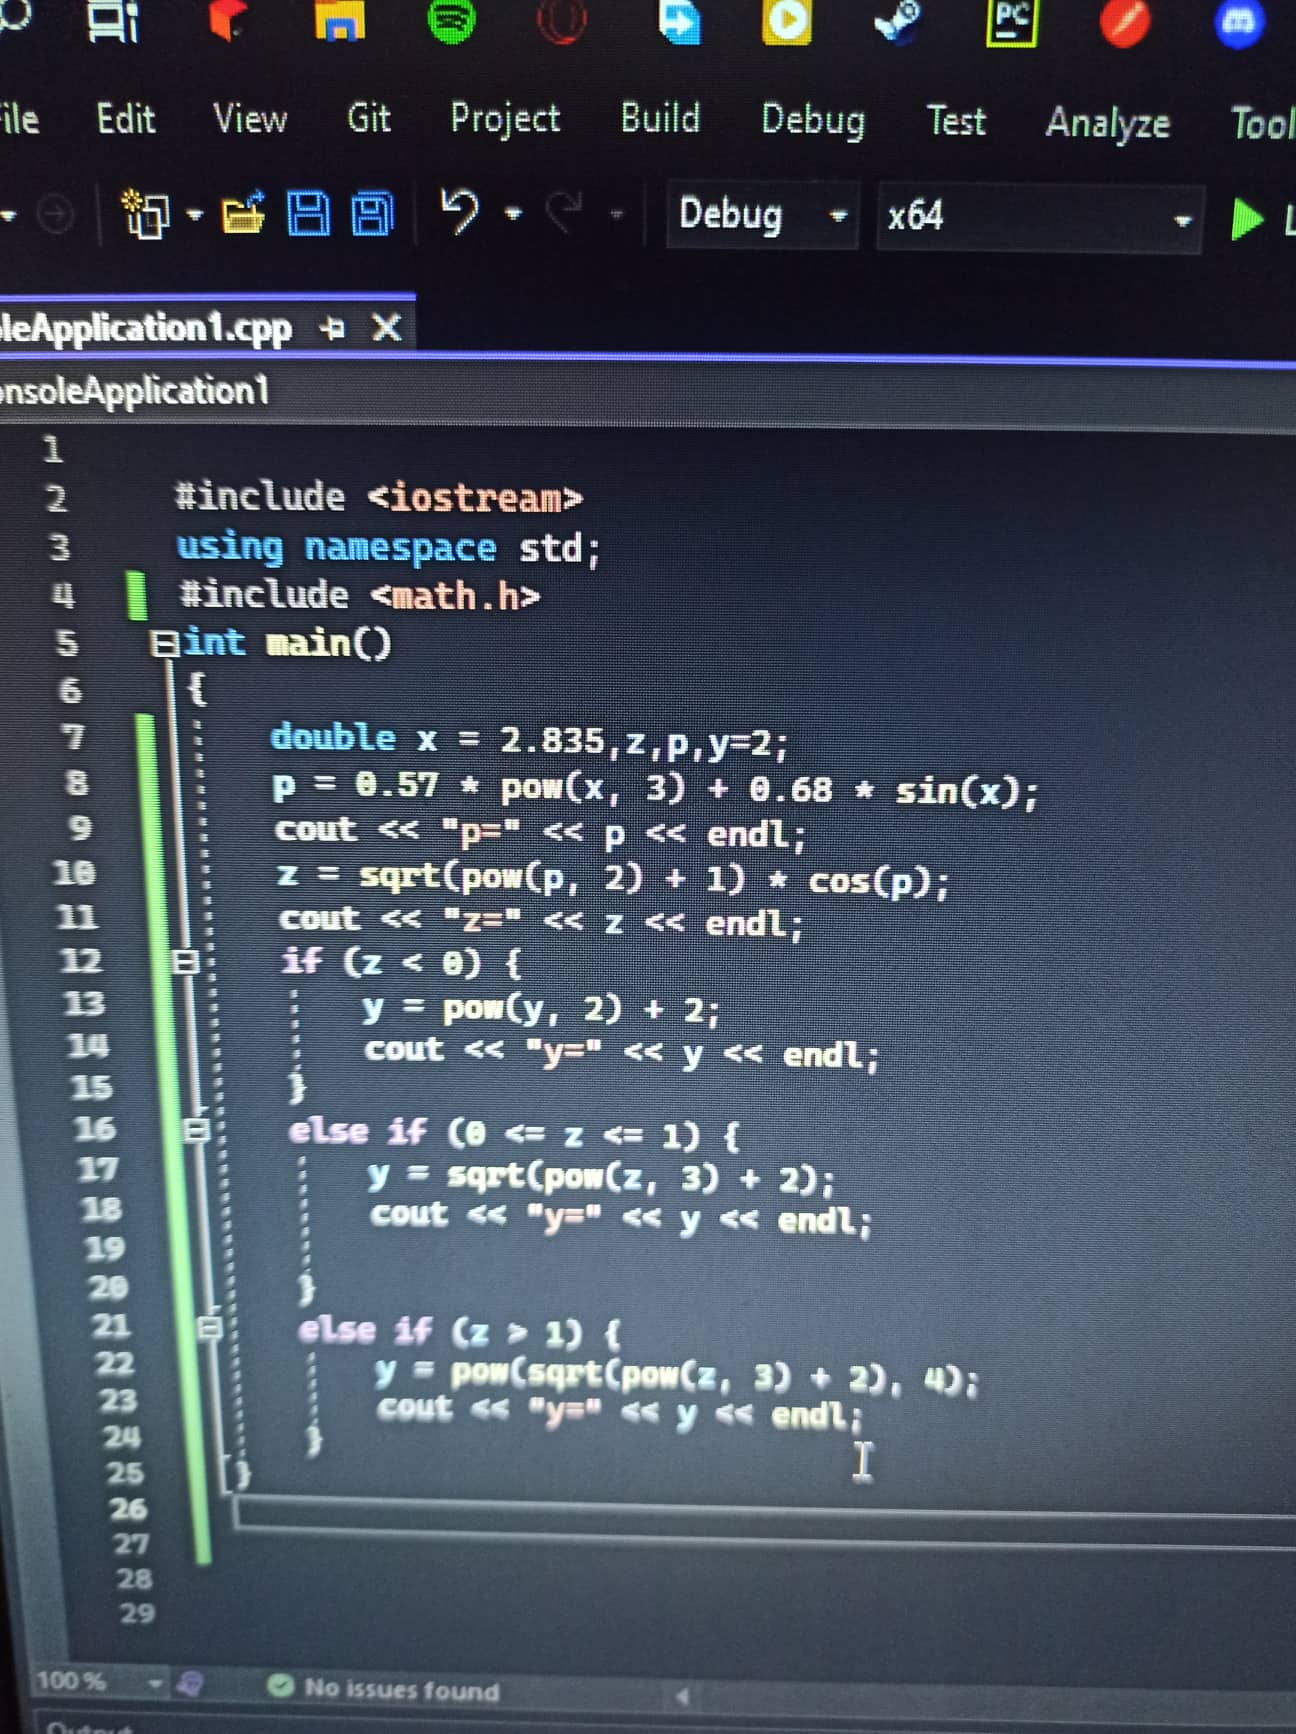 PC
File Edit View Git Project Build Debug Test Analyze Tool
Debug x64 L
leApplication1.cpp
onsoleApplication1
1
2 #include <iostream>
3 using namespace std;
4 #include <math.h>
5 int main()
6 {
7 double x = 2.835,z,p,y=2;
8 p = 0.57 * pow(x, 3) + 0.68 * sin(x);
9 cout << "p=" << p << endl;
10 z = sqrt(pow(p, 2) + 1) * cos(p);
11 cout << "z=" << z << endl;
12 if (z < 0) {
13 y = pow(y, 2) + 2;
14 cout << "y=" << y << endl;
15 }
16 else if (0 <= z <= 1) {
17 y = sqrt(pow(z, 3) + 2);
18 cout << "y=" << y << endl;
19
20 }
21 else if (z > 1) {
22 y = pow(sqrt(pow(z, 3) + 2), 4);
23 cout << "y=" << y << endl;
24 }
25 }
26
27
28
29
100 % No issues found
Output